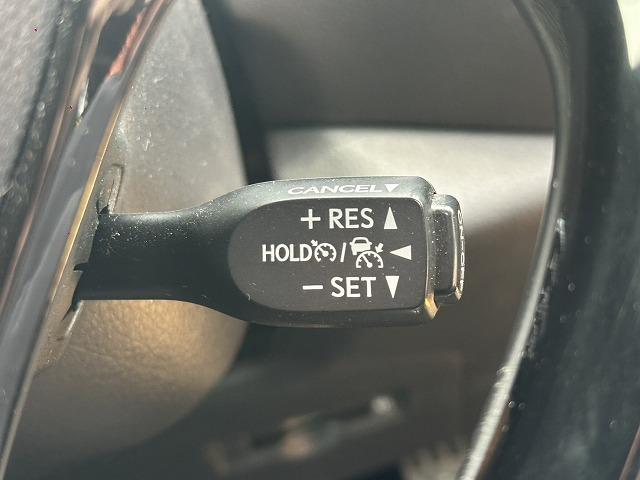 CANCEL▼
+ RES ▲
HOLD / ◀
− SET ▼